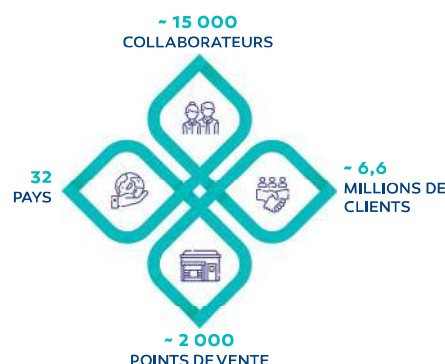 ~ 15 000
COLLABORATEURS
32
PAYS
~ 6,6
MILLIONS DE
CLIENTS
~ 2 000
POINTS DE VENTE